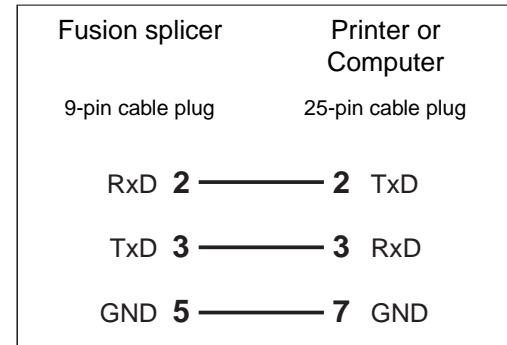 Fusion splicer Printer or
Computer
9-pin cable plug 25-pin cable plug
RxD 2 2 TxD
TxD 3 3 RxD
GND 5 7 GND